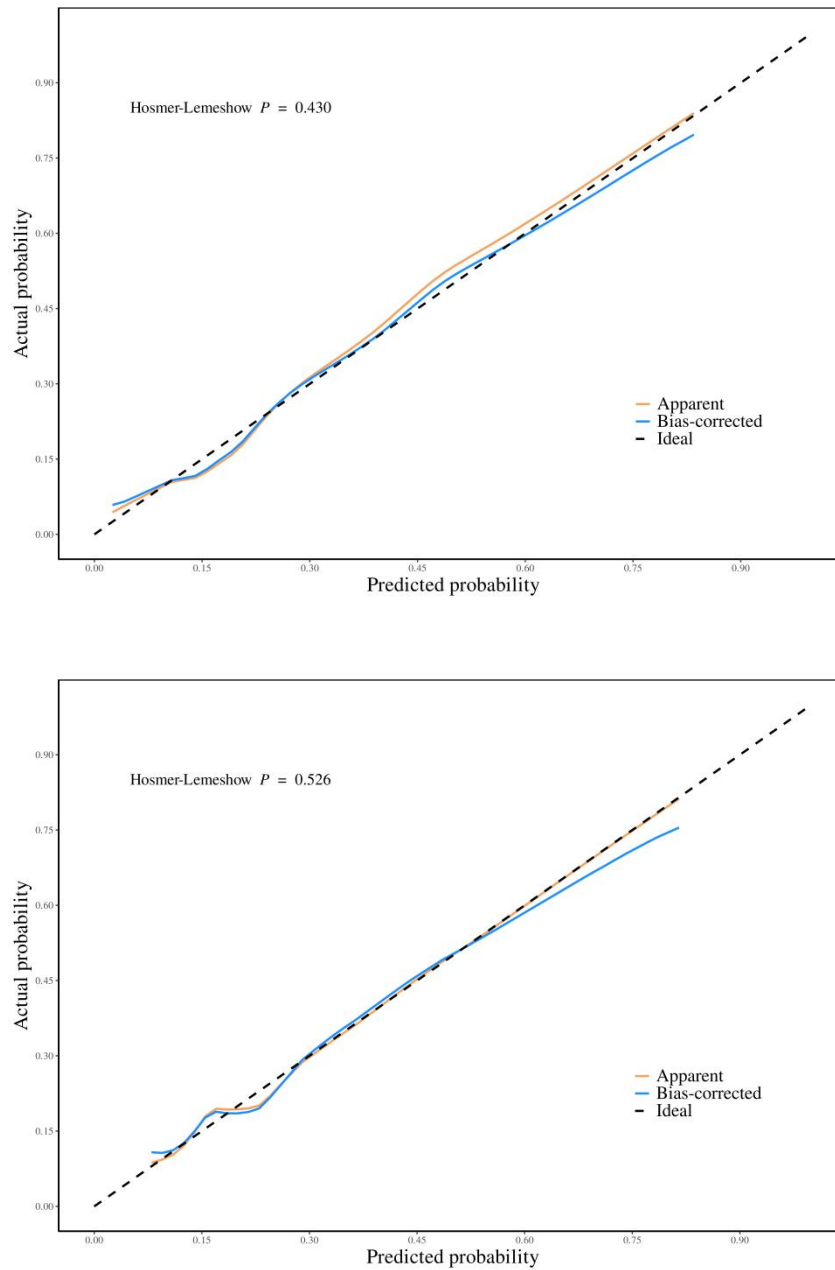 0.90
Hosmer-Lemeshow P = 0.430
0.75
0.60
Actual probability
0.45
0.30
Apparent
Bias-corrected
Ideal
0.15
0.00
0.00 0.15 0.30 0.45 0.60 0.75 0.90
Predicted probability
0.90
Hosmer-Lemeshow P = 0.526
0.75
0.60
Actual probability
0.45
0.30
Apparent
Bias-corrected
Ideal
0.15
0.00
0.00 0.15 0.30 0.45 0.60 0.75 0.90
Predicted probability